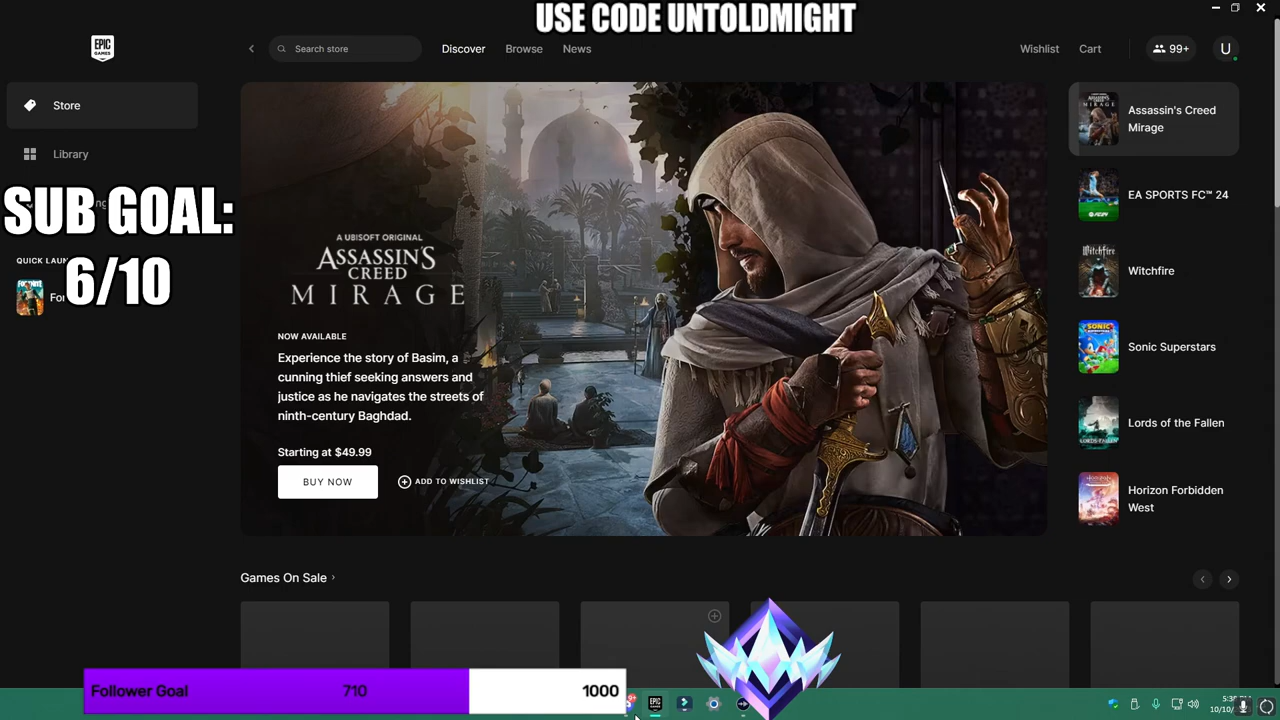 USE CODE UNTOLDMIGHT
EPIC
GAMES
Search store
Discover
Browse
News
Wishlist
Cart
99+
U
Store
Library
SUB GOAL:
6/10
A UBISOFT ORIGINAL
ASSASSIN'S
CREED
MIRAGE
NOW AVAILABLE
Experience the story of Basim, a
cunning thief seeking answers and
justice as he navigates the streets of
ninth-century Baghdad.
Starting at $49.99
BUY NOW
ADD TO WISHLIST
Assassin's Creed
Mirage
EA SPORTS FC™ 24
Witchfire
Sonic Superstars
Lords of the Fallen
Horizon Forbidden
West
Games On Sale
Follower Goal
710
1000